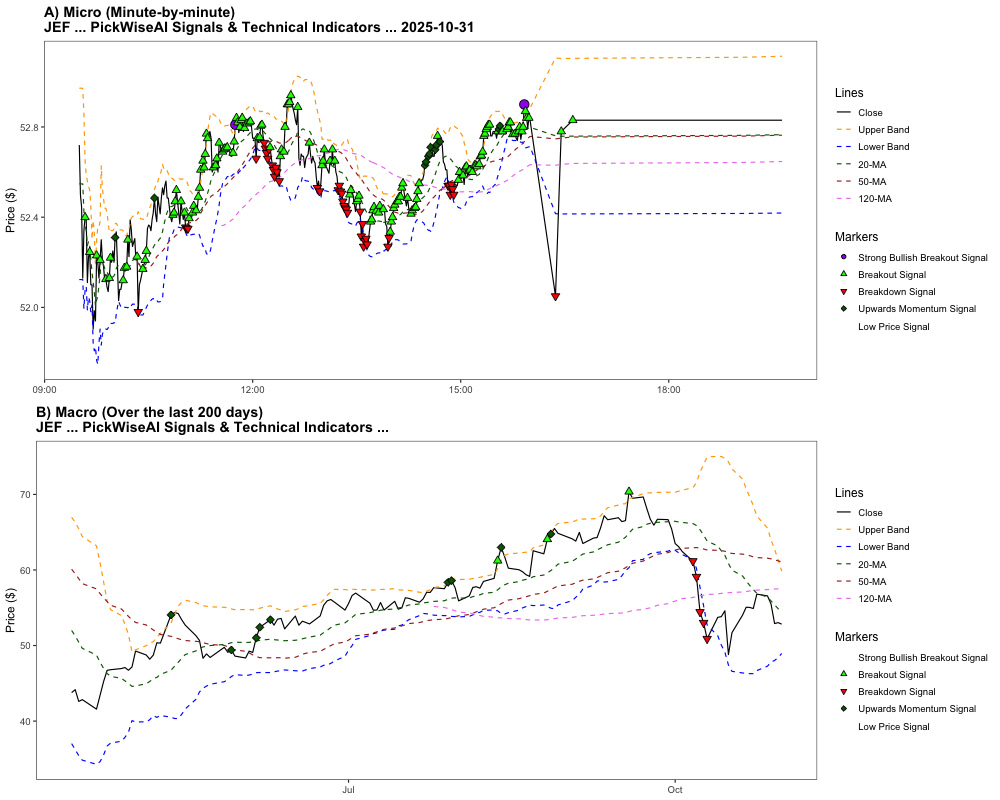 A) Micro (Minute-by-minute)
JEF ... PickWiseAI Signals & Technical Indicators ... 2025-10-31
Price ($)
52.8
52.4
52.0
09:00
12:00
15:00
18:00
Lines
Close
Upper Band
Lower Band
20-MA
50-MA
120-MA
Markers
Strong Bullish Breakout Signal
Breakout Signal
Breakdown Signal
Upwards Momentum Signal
Low Price Signal
B) Macro (Over the last 200 days)
JEF ... PickWiseAI Signals & Technical Indicators ...
Price ($)
70
60
50
40
Jul
Oct
Lines
Close
Upper Band
Lower Band
20-MA
50-MA
120-MA
Markers
Strong Bullish Breakout Signal
Breakout Signal
Breakdown Signal
Upwards Momentum Signal
Low Price Signal